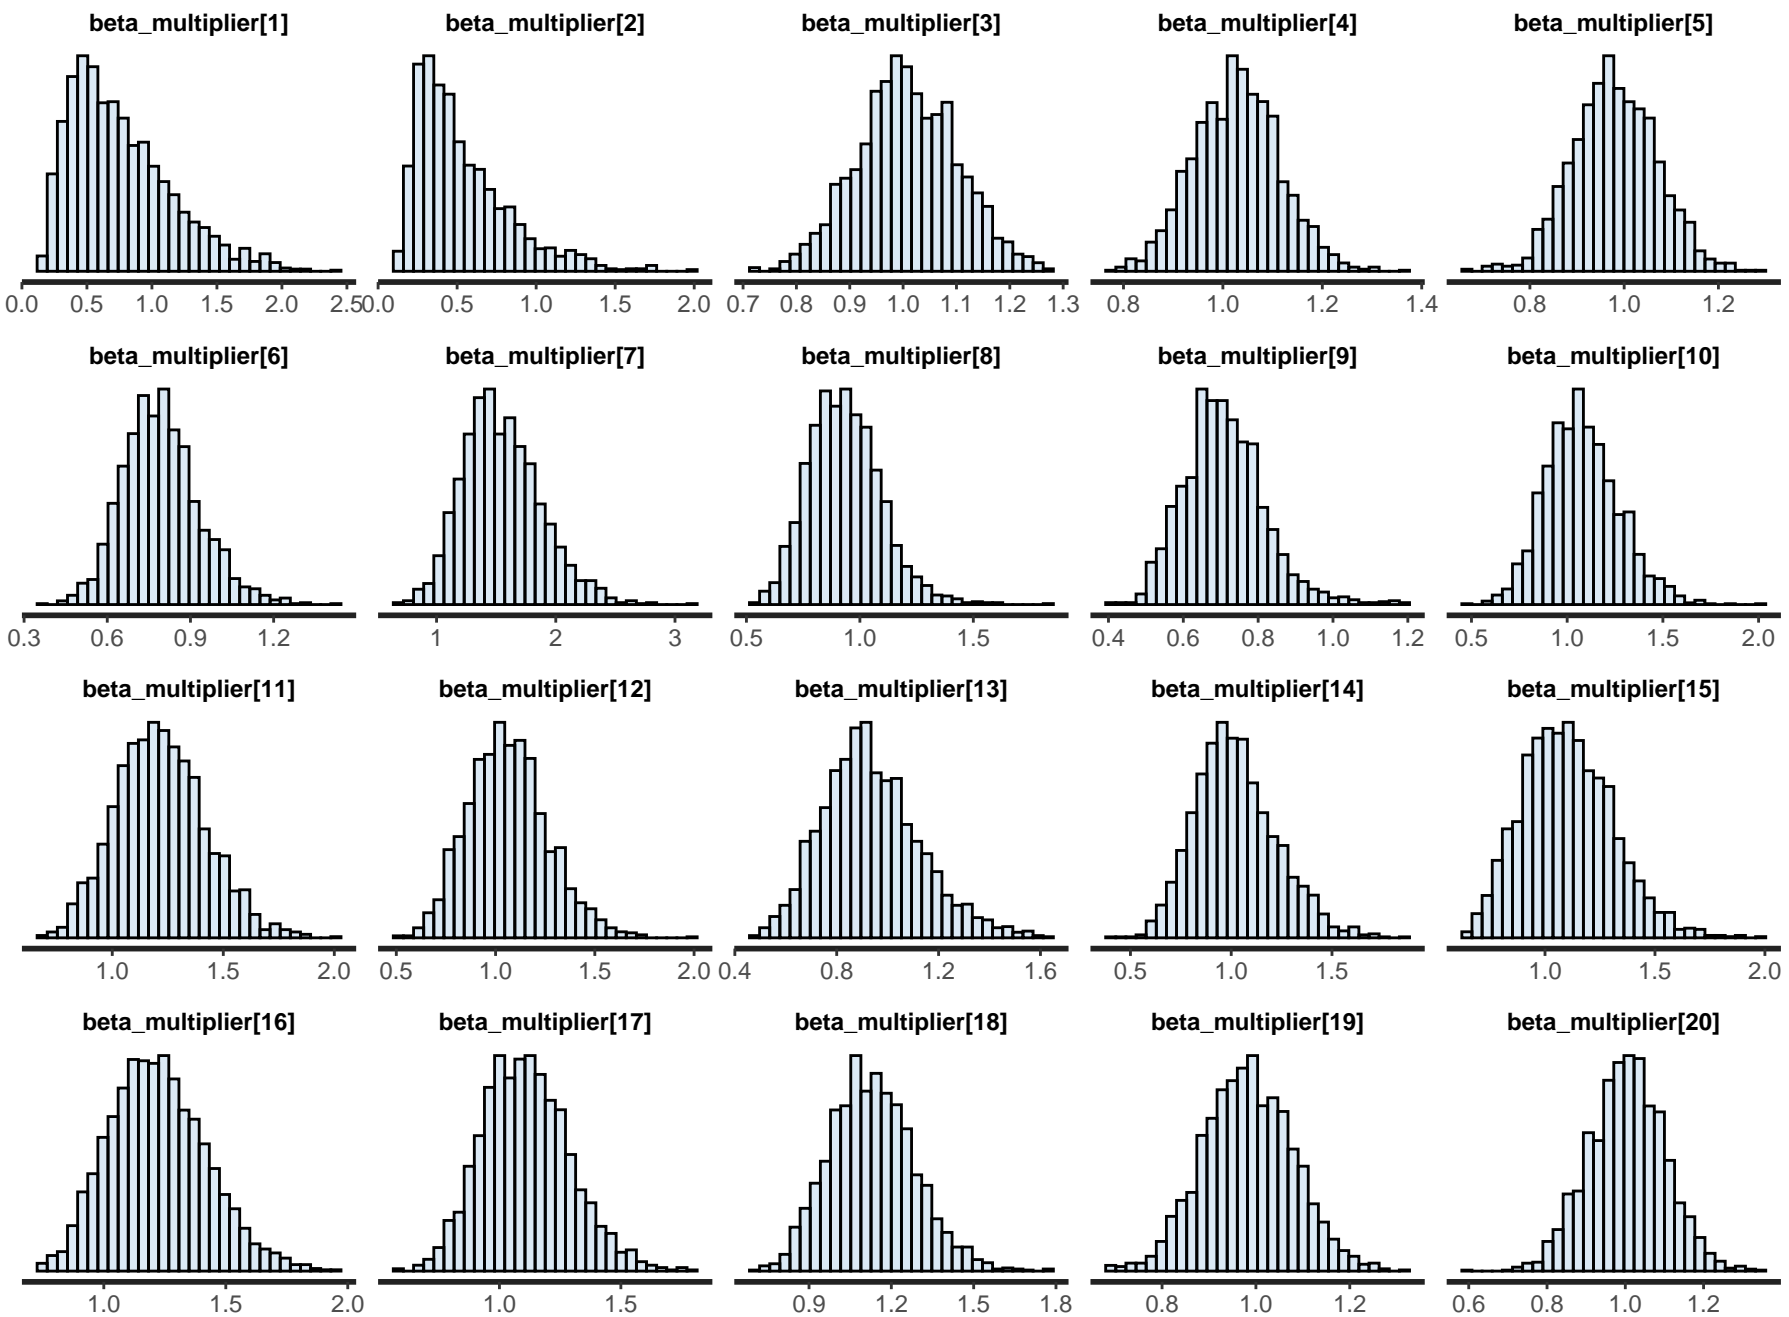 beta_multiplier[1] beta_multiplier[2] beta_multiplier[3] beta_multiplier[4] beta_multiplier[5]
0.0 0.5 1.0 1.5 2.0 2.5 0.0 0.5 1.0 1.5 2.0 0.7 0.8 0.9 1.0 1.1 1.2 1.3 0.8 1.0 1.2 1.4 0.8 1.0 1.2
beta_multiplier[6] beta_multiplier[7] beta_multiplier[8] beta_multiplier[9] beta_multiplier[10]
0.3 0.6 0.9 1.2 1 2 3 0.5 1.0 1.5 0.4 0.6 0.8 1.0 1.2 0.5 1.0 1.5 2.0
beta_multiplier[11] beta_multiplier[12] beta_multiplier[13] beta_multiplier[14] beta_multiplier[15]
1.0 1.5 2.0 0.5 1.0 1.5 2.0 0.4 0.8 1.2 1.6 0.5 1.0 1.5 1.0 1.5 2.0
beta_multiplier[16] beta_multiplier[17] beta_multiplier[18] beta_multiplier[19] beta_multiplier[20]
1.0 1.5 2.0 1.0 1.5 0.9 1.2 1.5 1.8 0.8 1.0 1.2 0.6 0.8 1.0 1.2